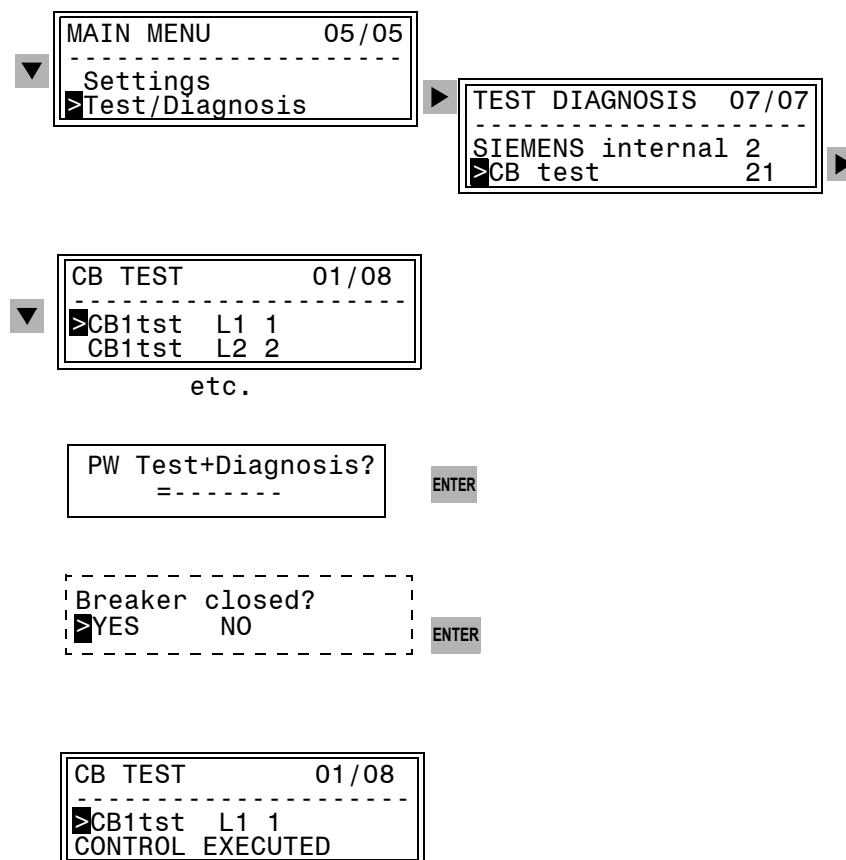 MAIN MENU 05/05
---------------------
Settings
>Test/Diagnosis
TEST DIAGNOSIS 07/07
---------------------
SIEMENS internal 2
>CB test 21
CB TEST 01/08
---------------------
>CB1tst L1 1
CB1tst L2 2
etc.
PW Test+Diagnosis?
=-------
ENTER
Breaker closed?
>YES NO
ENTER
CB TEST 01/08
---------------------
>CB1tst L1 1
CONTROL EXECUTED